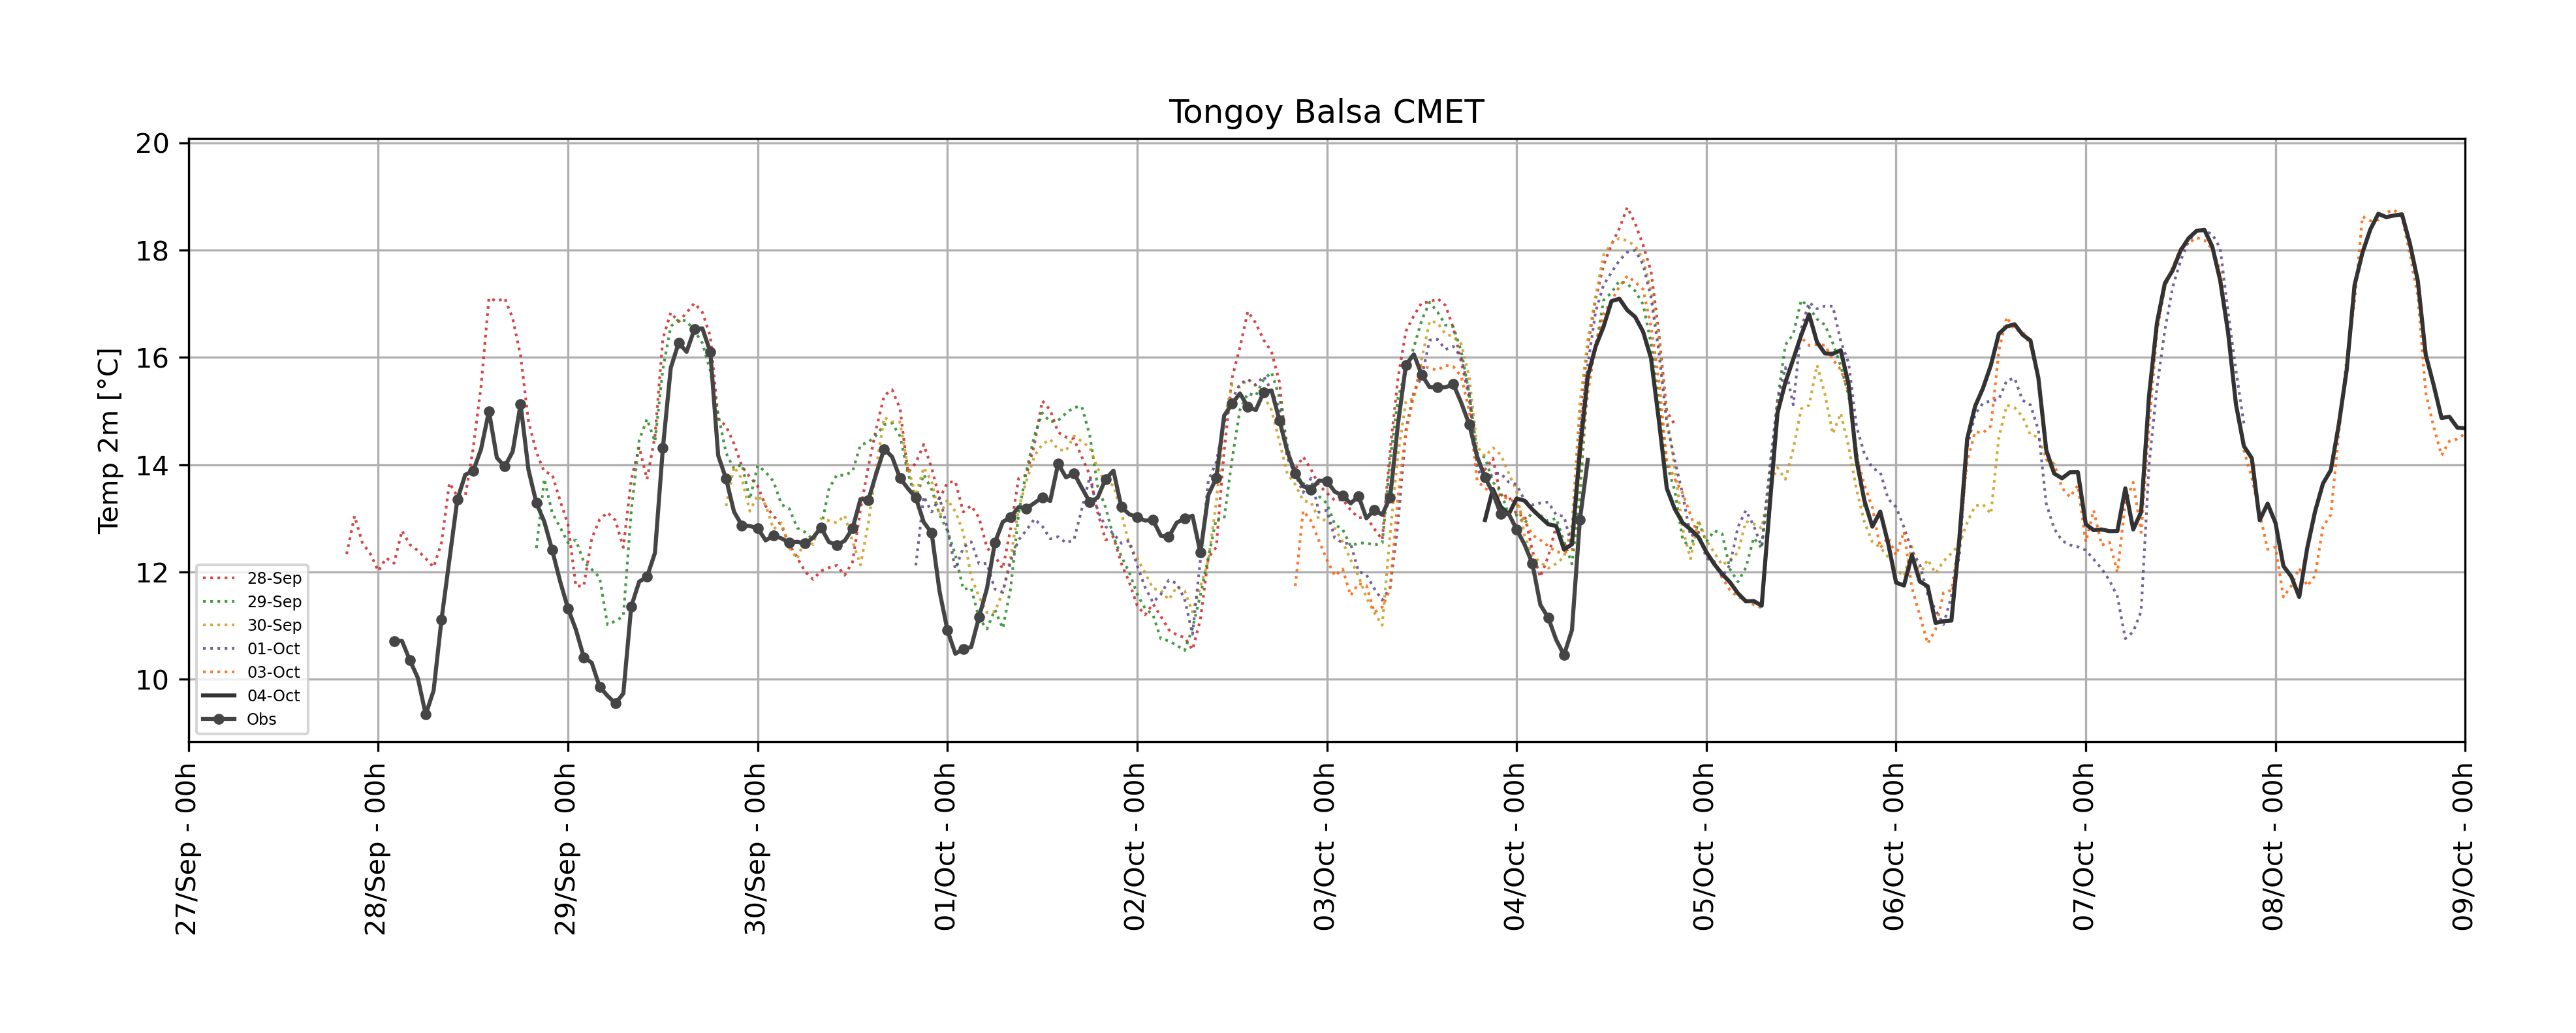 Tongoy Balsa CMET
Temp 2m [°C]
20
18
16
14
12
10
28-Sep
29-Sep
30-Sep
01-Oct
03-Oct
04-Oct
Obs
27/Sep - 00h
28/Sep - 00h
29/Sep - 00h
30/Sep - 00h
01/Oct - 00h
02/Oct - 00h
03/Oct - 00h
04/Oct - 00h
05/Oct - 00h
06/Oct - 00h
07/Oct - 00h
08/Oct - 00h
09/Oct - 00h